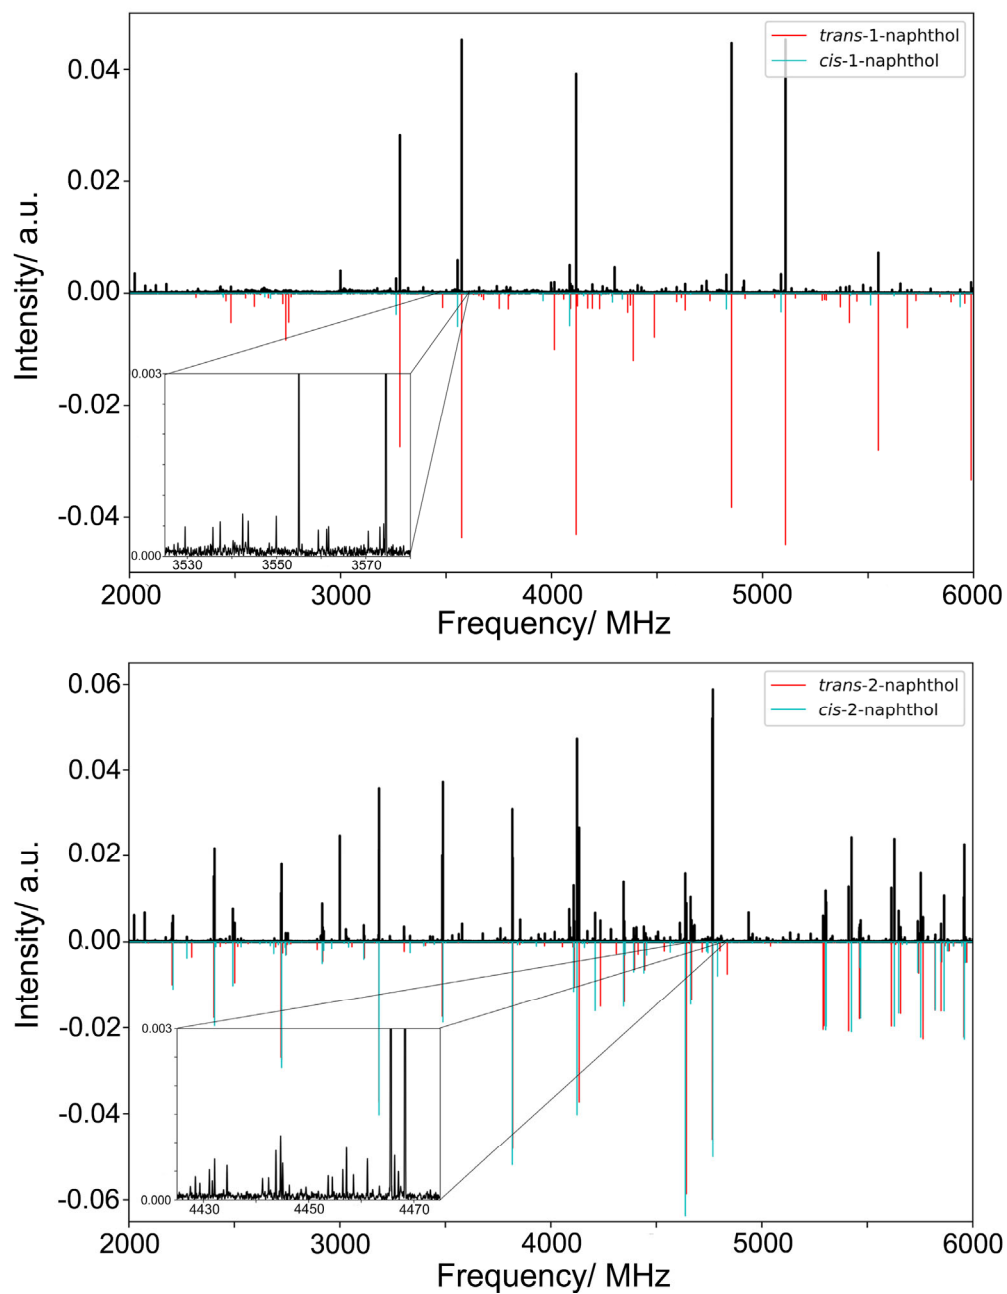 trans-1-naphthol
cis-1-naphthol
0.04
0.02
0.00
-0.02
-0.04
Intensity/ a.u.
0.003
0.000
3530 3550 3570
2000 3000 4000 5000 6000
Frequency/ MHz
trans-2-naphthol
cis-2-naphthol
0.06
0.04
0.02
0.00
-0.02
-0.04
-0.06
Intensity/ a.u.
0.003
0.000
4430 4450 4470
2000 3000 4000 5000 6000
Frequency/ MHz